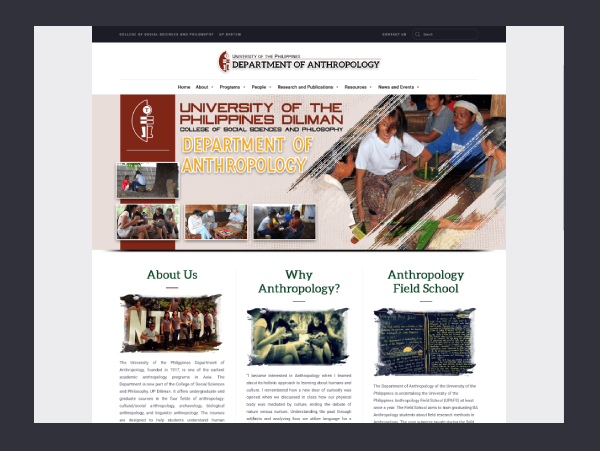 COLLEGE OF SOCIAL SCIENCES AND PHILOSOPHY UP DILIMAN
CONTACT US
Search
UNIVERSITY OF THE PHILIPPINES
DEPARTMENT OF ANTHROPOLOGY
Home About Programs People Research and Publications Resources News and Events
UNIVERSITY OF THE
PHILIPPINES DILIMAN
COLLEGE OF SOCIAL SCIENCES AND PHILOSOPHY
DEPARTMENT OF
ANTHROPOLOGY
About Us
The University of the Philippines Department of
Anthropology, founded in 1917, is one of the earliest
academic anthropology programs in Asia. The
Department is now part of the College of Social Sciences
and Philosophy, UP Diliman. It offers undergraduate and
graduate courses in the four fields of anthropology:
cultural/social anthropology, archaeology, biological
anthropology, and linguistic anthropology. The courses
are designed to help students understand human
Why
Anthropology?
"I became interested in Anthropology when I learned
about its holistic approach to learning about humans and
culture. I remembered how a new door of curiosity was
opened when we discussed in class how our physical
body was mediated by culture, ending the debate of
nature versus nurture. Understanding the past through
artifacts and analyzing how we utilize language for a
Anthropology
Field School
The Department of Anthropology of the University of the
Philippines is undertaking the University of the
Philippines Anthropology Field School (UPAFS) at least
once a year. The Field School aims to train graduating BA
Anthropology students about field research methods in